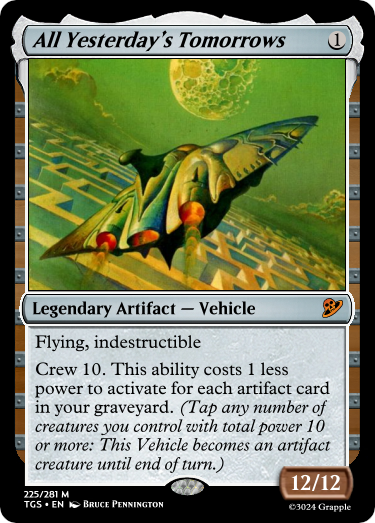 All Yesterday's Tomorrows 1
Legendary Artifact — Vehicle
Flying, indestructible
Crew 10. This ability costs 1 less
power to activate for each artifact card
in your graveyard. (Tap any number of
creatures you control with total power 10
or more: This Vehicle becomes an artifact
creature until end of turn.)
12/12
225/281 M
TGS • EN Bruce Pennington
©3024 Grapple